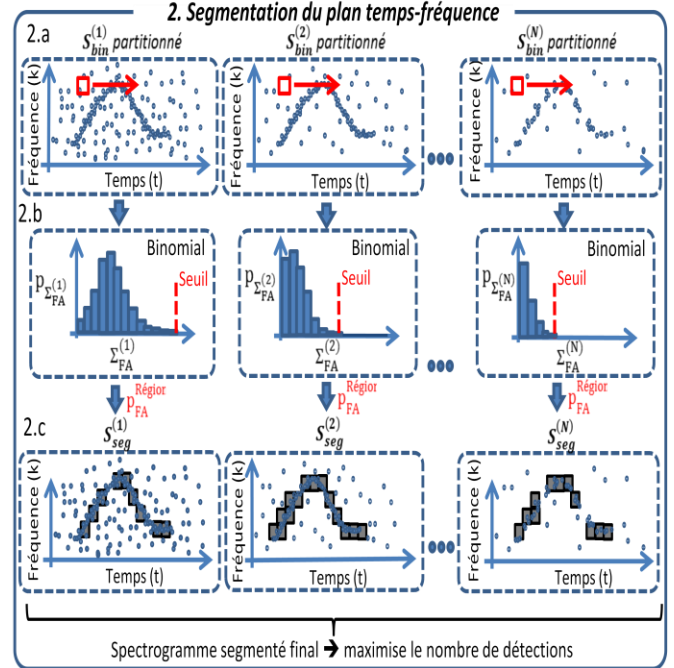 2. Segmentation du plan temps-fréquence
2.a
S_bin^(1) partitionné
S_bin^(2) partitionné
S_bin^(N) partitionné
Fréquence (k)
Temps (t)
Fréquence (k)
Temps (t)
Fréquence (k)
Temps (t)
2.b
Binomial
p_Σ_FA^(1)
Seuil
Σ_FA^(1)
Binomial
p_Σ_FA^(2)
Seuil
Σ_FA^(2)
Binomial
p_Σ_FA^(N)
Seuil
Σ_FA^(N)
p_FA^Régior
p_FA^Régior
p_FA^Régior
2.c
S_seg^(1)
S_seg^(2)
S_seg^(N)
Fréquence (k)
Temps (t)
Fréquence (k)
Temps (t)
Fréquence (k)
Temps (t)
Spectrogramme segmenté final → maximise le nombre de détections